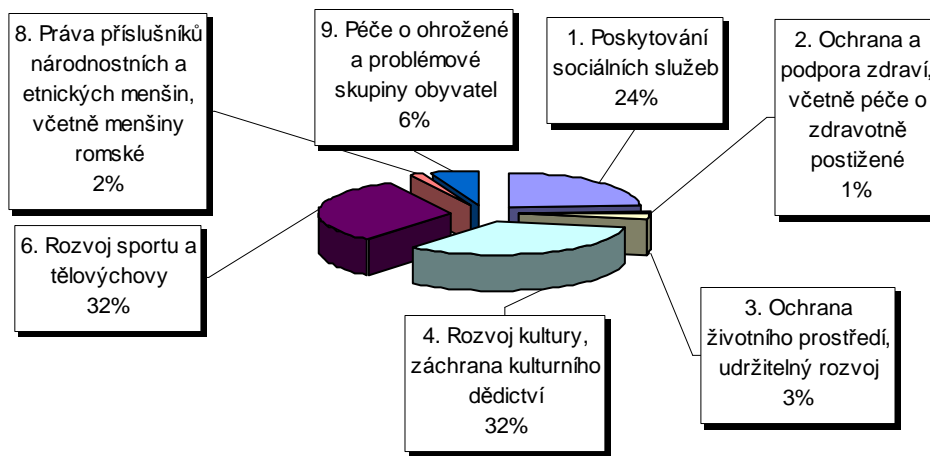 8. Práva příslušníků
národnostních a
etnických menšin,
včetně menšiny
romské
2%
9. Péče o ohrožené
a problémové
skupiny obyvatel
6%
1. Poskytování
sociálních služeb
24%
2. Ochrana a
podpora zdraví,
včetně péče o
zdravotně
postižené
1%
6. Rozvoj sportu a
tělovýchovy
32%
4. Rozvoj kultury,
záchrana kulturního
dědictví
32%
3. Ochrana
životního prostředí,
udržitelný rozvoj
3%